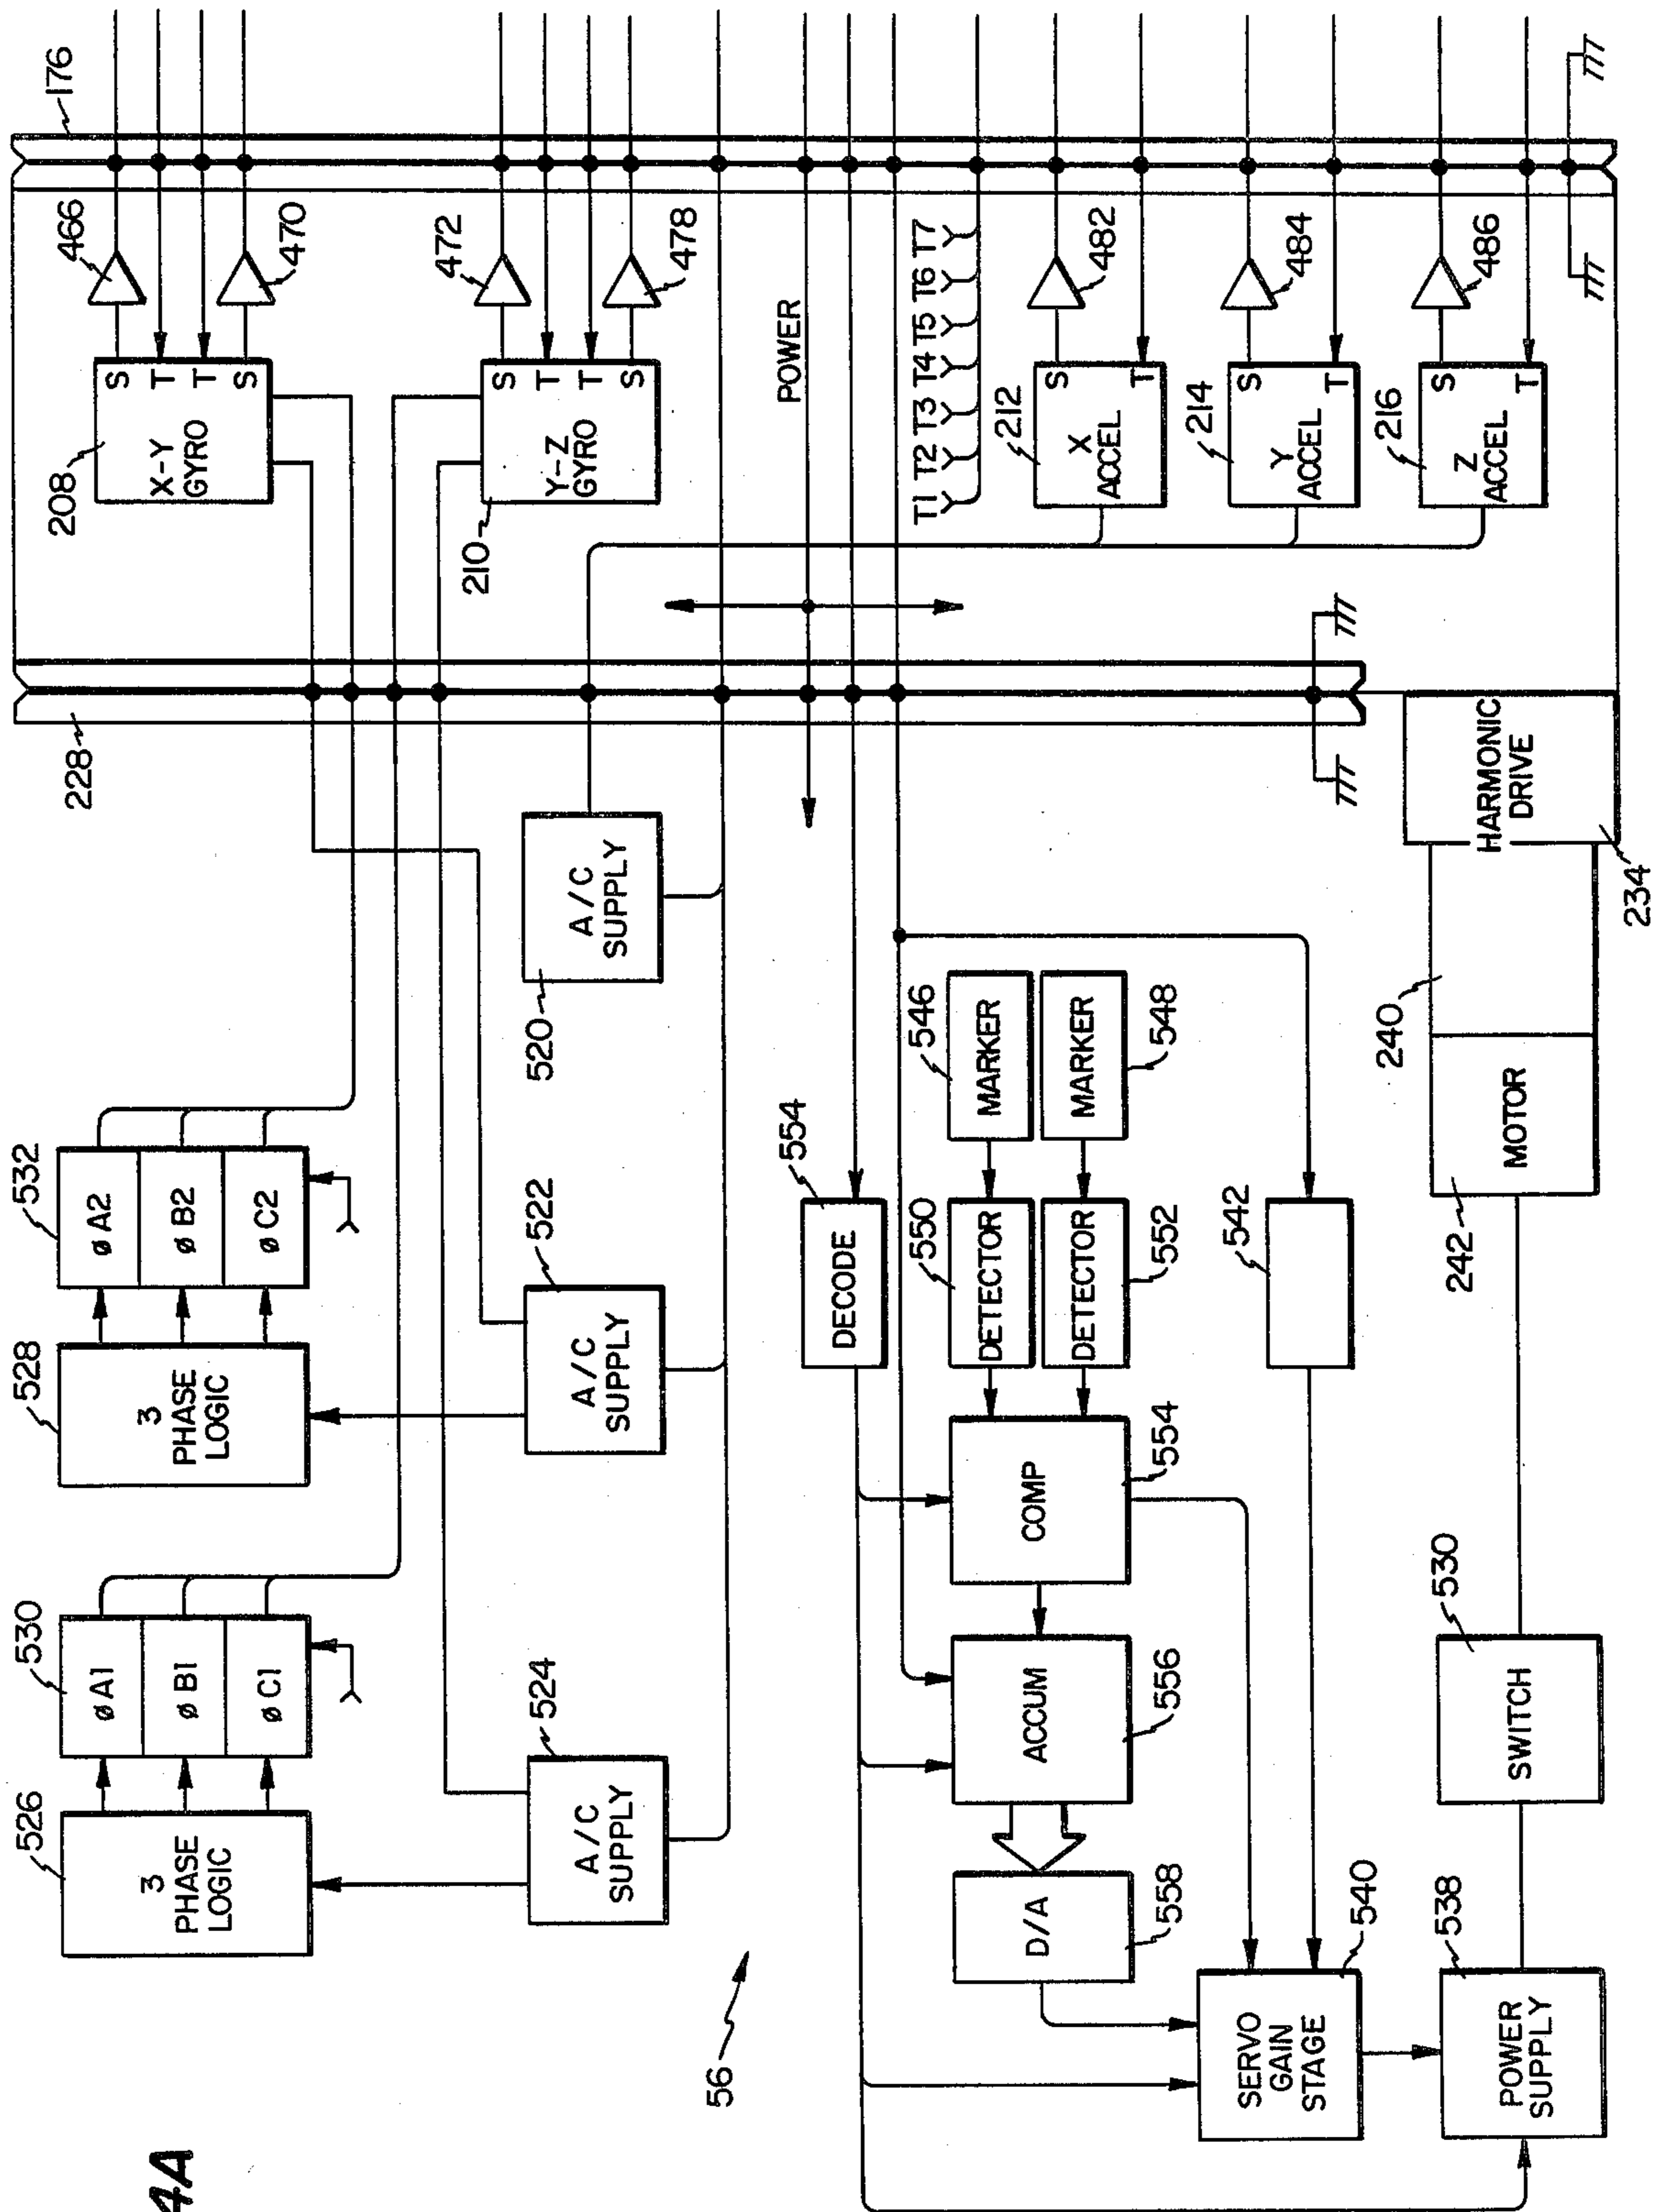 4A
526
3
PHASE
LOGIC
530
ø A1
ø B1
ø C1
528
3
PHASE
LOGIC
532
ø A2
ø B2
ø C2
228
208
X-Y
GYRO
S
T
T
S
466
470
176
210
Y-Z
GYRO
S
T
T
S
472
478
524
A/C
SUPPLY
522
A/C
SUPPLY
520
A/C
SUPPLY
56
POWER
T1
T2
T3
T4
T5
T6
T7
554
DECODE
546
MARKER
548
MARKER
550
DETECTOR
552
DETECTOR
COMP
554
ACCUM
556
D/A
558
542
212
X
ACCEL
S
T
482
214
Y
ACCEL
S
T
484
216
Z
ACCEL
S
T
486
SERVO
GAIN
STAGE
540
538
POWER
SUPPLY
530
SWITCH
242
MOTOR
240
HARMONIC
DRIVE
234